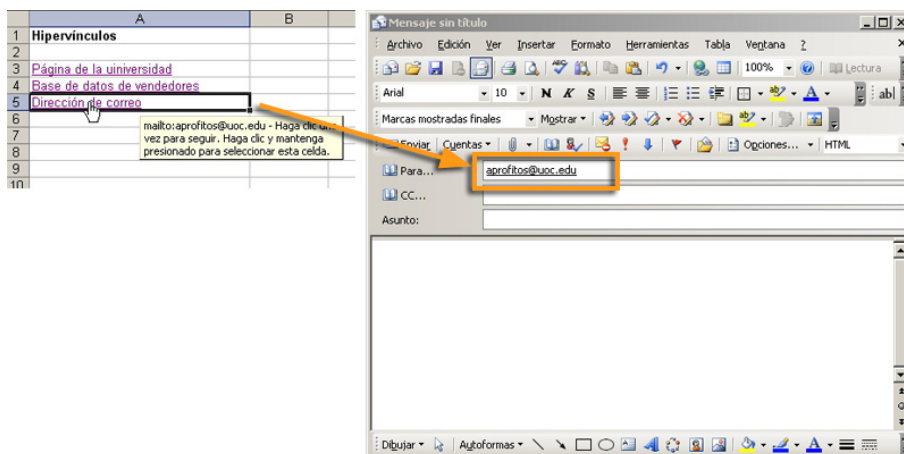 A B
1 Hipervínculos
2
3 Página de la uiniversidad
4 Base de datos de vendedores
5 Dirección de correo
6
7
8
9
10
mailto:aprofitos@uoc.edu - Haga clic una
vez para seguir. Haga clic y mantenga
presionado para seleccionar esta celda.
Mensaje sin título
Archivo Edición Ver Insertar Formato Herramientas Tabla Ventana ?
100% Lectura
Arial 10 N K S ab
Marcas mostradas finales Mostrar
Enviar Cuentas Opciones... HTML
Para... aprofitos@uoc.edu
CC...
Asunto:
Dibujar Autoformas